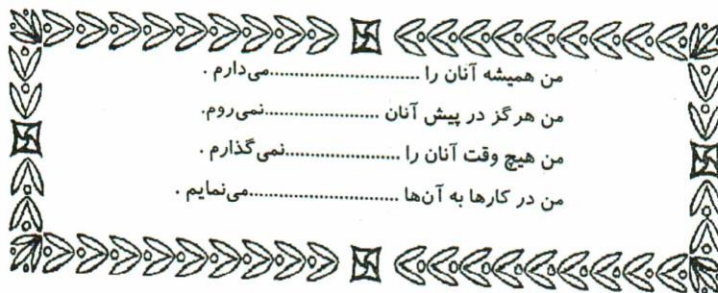 من همیشه آنان را ..............................می‌دارم .
من هرگز در پیش آنان .......................نمی‌روم.
من هیچ وقت آنان را .......................نمی‌گذارم .
من در کارها به آن‌ها ..............................می‌نمایم .